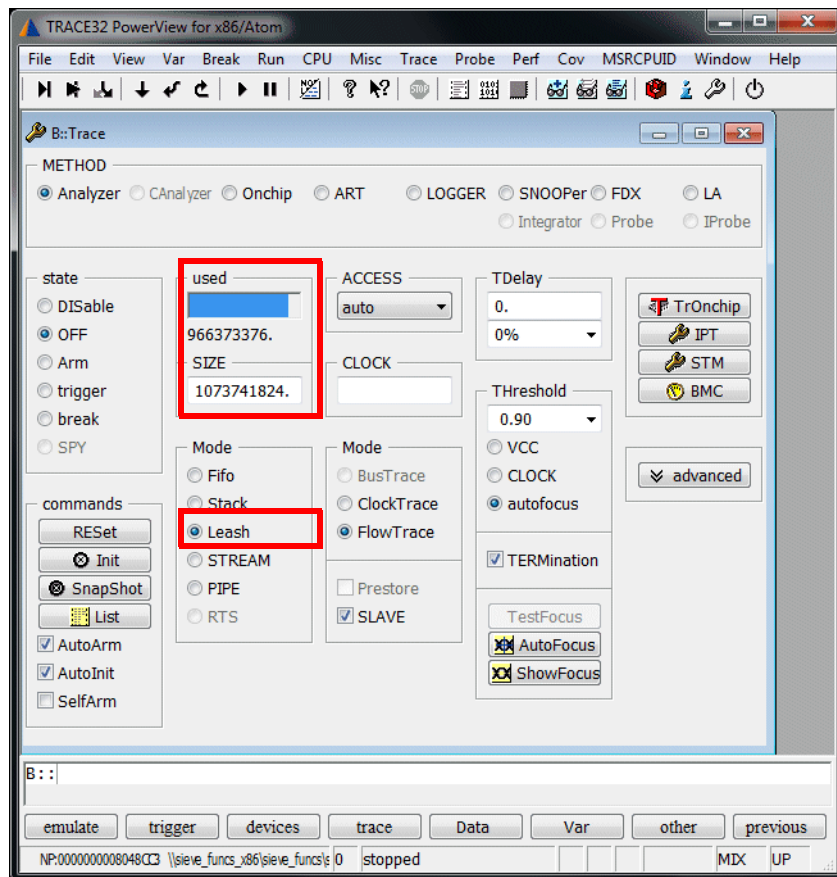 TRACE32 PowerView for x86/Atom
File Edit View Var Break Run CPU Misc Trace Probe Perf Cov MSRCPUID Window Help
B::Trace
METHOD
Analyzer CAnalyzer Onchip ART LOGGER SNOOPer FDX LA
Integrator Probe IProbe
state used ACCESS TDelay
DISable auto 0. TrOnchip
OFF 966373376. 0% IPT
Arm SIZE CLOCK STM
trigger 1073741824. THreshold BMC
break 0.90
SPY Mode Mode VCC
Fifo BusTrace CLOCK advanced
commands Stack ClockTrace autofocus
RESet Leash FlowTrace
Init STREAM TERMination
SnapShot PIPE Prestore
List RTS SLAVE TestFocus
AutoArm AutoFocus
AutoInit ShowFocus
SelfArm
B::
emulate trigger devices trace Data Var other previous
NP:0000000008048CC3 \\sieve_funcs_x86\sieve_funcs\s 0 stopped MIX UP